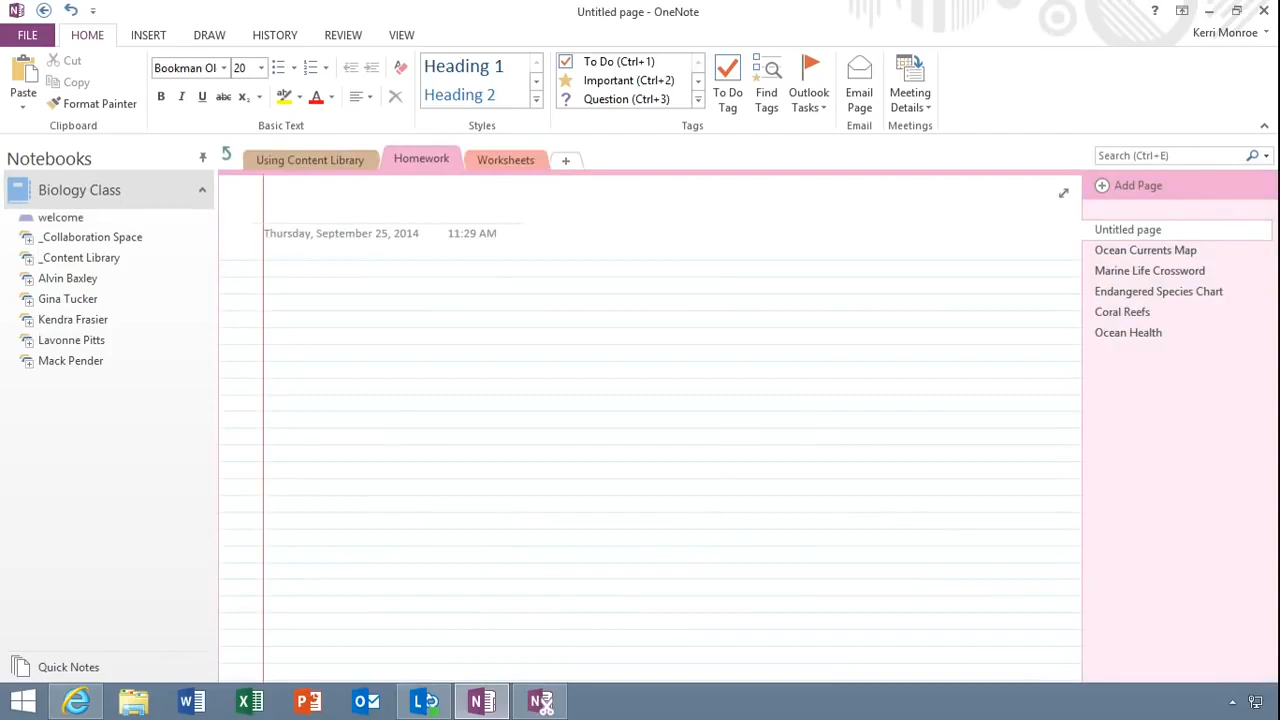 Untitled page - OneNote
?
Kerri Monroe
FILE
HOME
INSERT
DRAW
HISTORY
REVIEW
VIEW
Paste
Cut
Copy
Format Painter
Clipboard
Bookman Ol
20
B I U abc x₂
A
Basic Text
Heading 1
Heading 2
Styles
To Do (Ctrl+1)
Important (Ctrl+2)
? Question (Ctrl+3)
To Do
Tag
Find
Tags
Outlook
Tasks
Tags
Email
Page
Email
Meeting
Details
Meetings
Notebooks
Using Content Library
Homework
Worksheets
+
Search (Ctrl+E)
Biology Class
welcome
_Collaboration Space
_Content Library
Alvin Baxley
Gina Tucker
Kendra Frasier
Lavonne Pitts
Mack Pender
Quick Notes
Thursday, September 25, 2014 11:29 AM
Add Page
Untitled page
Ocean Currents Map
Marine Life Crossword
Endangered Species Chart
Coral Reefs
Ocean Health